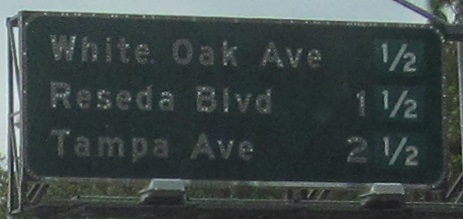 White Oak Ave ½
Reseda Blvd 1 ½
Tampa Ave 2 ½